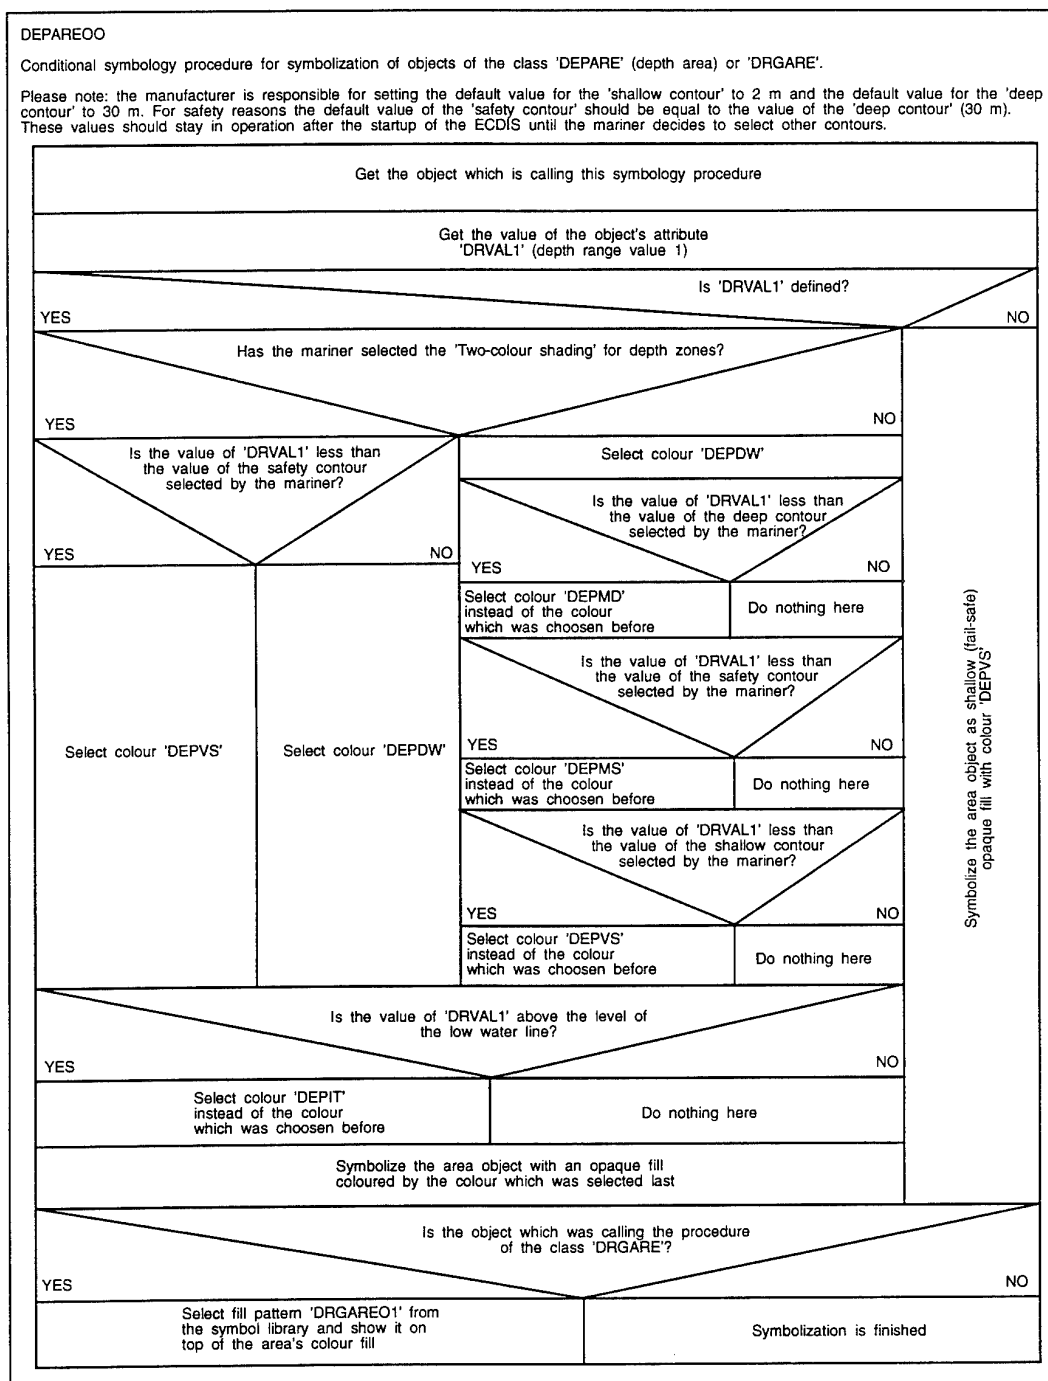 DEPAREOO
Conditional symbology procedure for symbolization of objects of the class 'DEPARE' (depth area) or 'DRGARE'.
Please note: the manufacturer is responsible for setting the default value for the 'shallow contour' to 2 m and the default value for the 'deep
contour' to 30 m. For safety reasons the default value of the 'safety contour' should be equal to the value of the 'deep contour' (30 m).
These values should stay in operation after the startup of the ECDIS until the mariner decides to select other contours.
Get the object which is calling this symbology procedure
Get the value of the object's attribute
'DRVAL1' (depth range value 1)
Is 'DRVAL1' defined?
YES
NO
Has the mariner selected the 'Two-colour shading' for depth zones?
YES
NO
Is the value of 'DRVAL1' less than
the value of the safety contour
selected by the mariner?
YES
NO
Select colour 'DEPVS'
Select colour 'DEPDW'
Select colour 'DEPDW'
Is the value of 'DRVAL1' less than
the value of the deep contour
selected by the mariner?
YES
NO
Select colour 'DEPMD'
instead of the colour
which was choosen before
Do nothing here
Is the value of 'DRVAL1' less than
the value of the safety contour
selected by the mariner?
YES
NO
Select colour 'DEPMS'
instead of the colour
which was choosen before
Do nothing here
Is the value of 'DRVAL1' less than
the value of the shallow contour
selected by the mariner?
YES
NO
Select colour 'DEPVS'
instead of the colour
which was choosen before
Do nothing here
Symbolize the area object as shallow (fail-safe)
opaque fill with colour 'DEPVS'
Is the value of 'DRVAL1' above the level of
the low water line?
YES
NO
Select colour 'DEPIT'
instead of the colour
which was choosen before
Do nothing here
Symbolize the area object with an opaque fill
coloured by the colour which was selected last
Is the object which was calling the procedure
of the class 'DRGARE'?
YES
NO
Select fill pattern 'DRGAREO1' from
the symbol library and show it on
top of the area's colour fill
Symbolization is finished